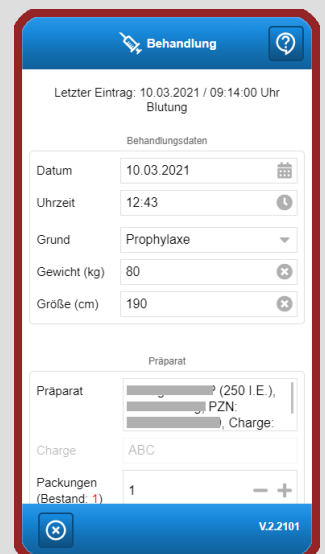 Behandlung
Letzter Eintrag: 10.03.2021 / 09:14:00 Uhr
Blutung
Behandlungsdaten
Datum 10.03.2021
Uhrzeit 12:43
Grund Prophylaxe
Gewicht (kg) 80
Größe (cm) 190
Präparat
Präparat (250 I.E.),
PZN:
, Charge:
Charge ABC
Packungen
(Bestand: 1) 1
V.2.2101